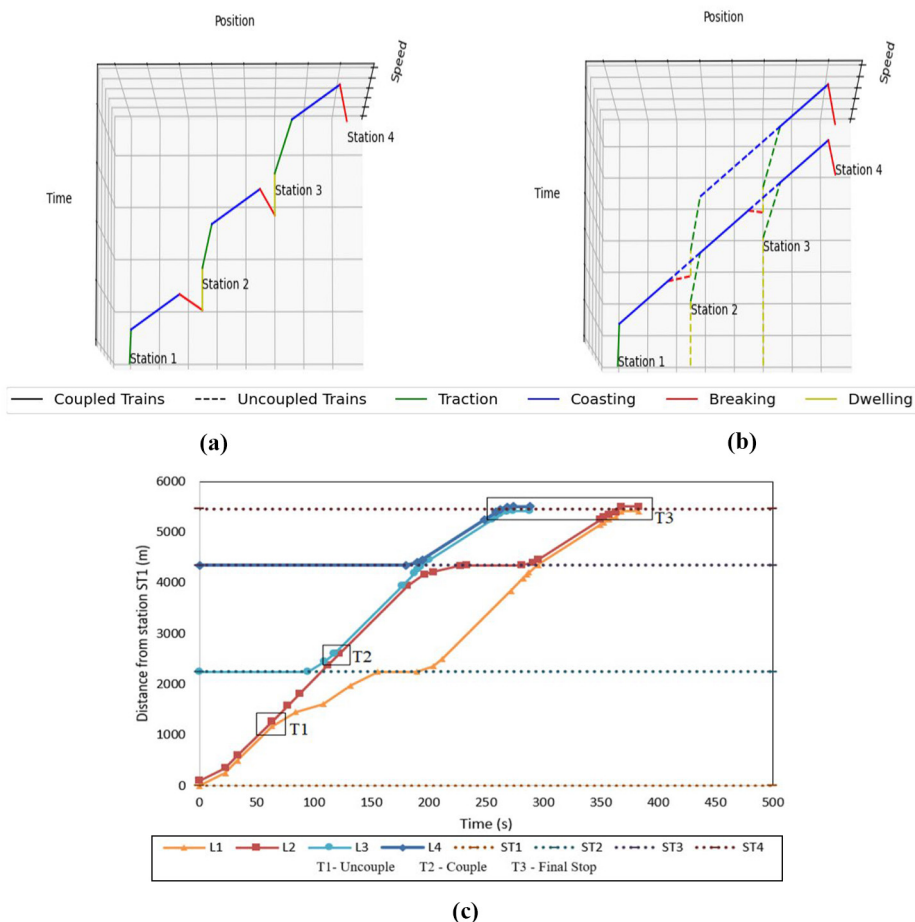 Position
Position
Speed
Speed
Time
Time
Station 4
Station 3
Station 2
Station 1
Station 4
Station 3
Station 2
Station 1
Coupled Trains Uncoupled Trains Traction Coasting Breaking Dwelling
(a) (b)
Distance from station ST1 (m)
6000
5000
4000
3000
2000
1000
0
T3
T2
T1
0 50 100 150 200 250 300 350 400 450 500
Time (s)
L1 L2 L3 L4 ST1 ST2 ST3 ST4
T1- Uncouple T2 - Couple T3 - Final Stop
(c)